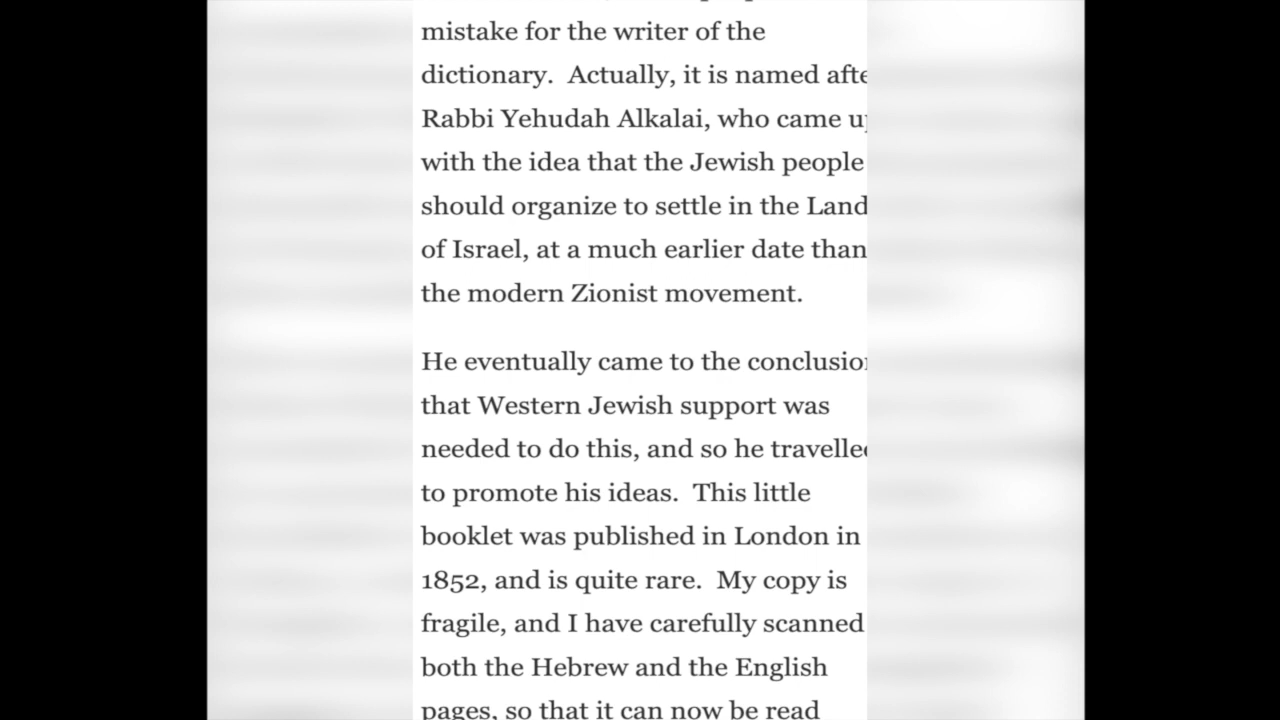 mistake for the writer of the
dictionary.  Actually, it is named afte
Rabbi Yehudah Alkalai, who came u
with the idea that the Jewish people
should organize to settle in the Land
of Israel, at a much earlier date than
the modern Zionist movement.
He eventually came to the conclusio
that Western Jewish support was
needed to do this, and so he travelle
to promote his ideas.  This little
booklet was published in London in
1852, and is quite rare.  My copy is
fragile, and I have carefully scanned
both the Hebrew and the English
pages, so that it can now be read